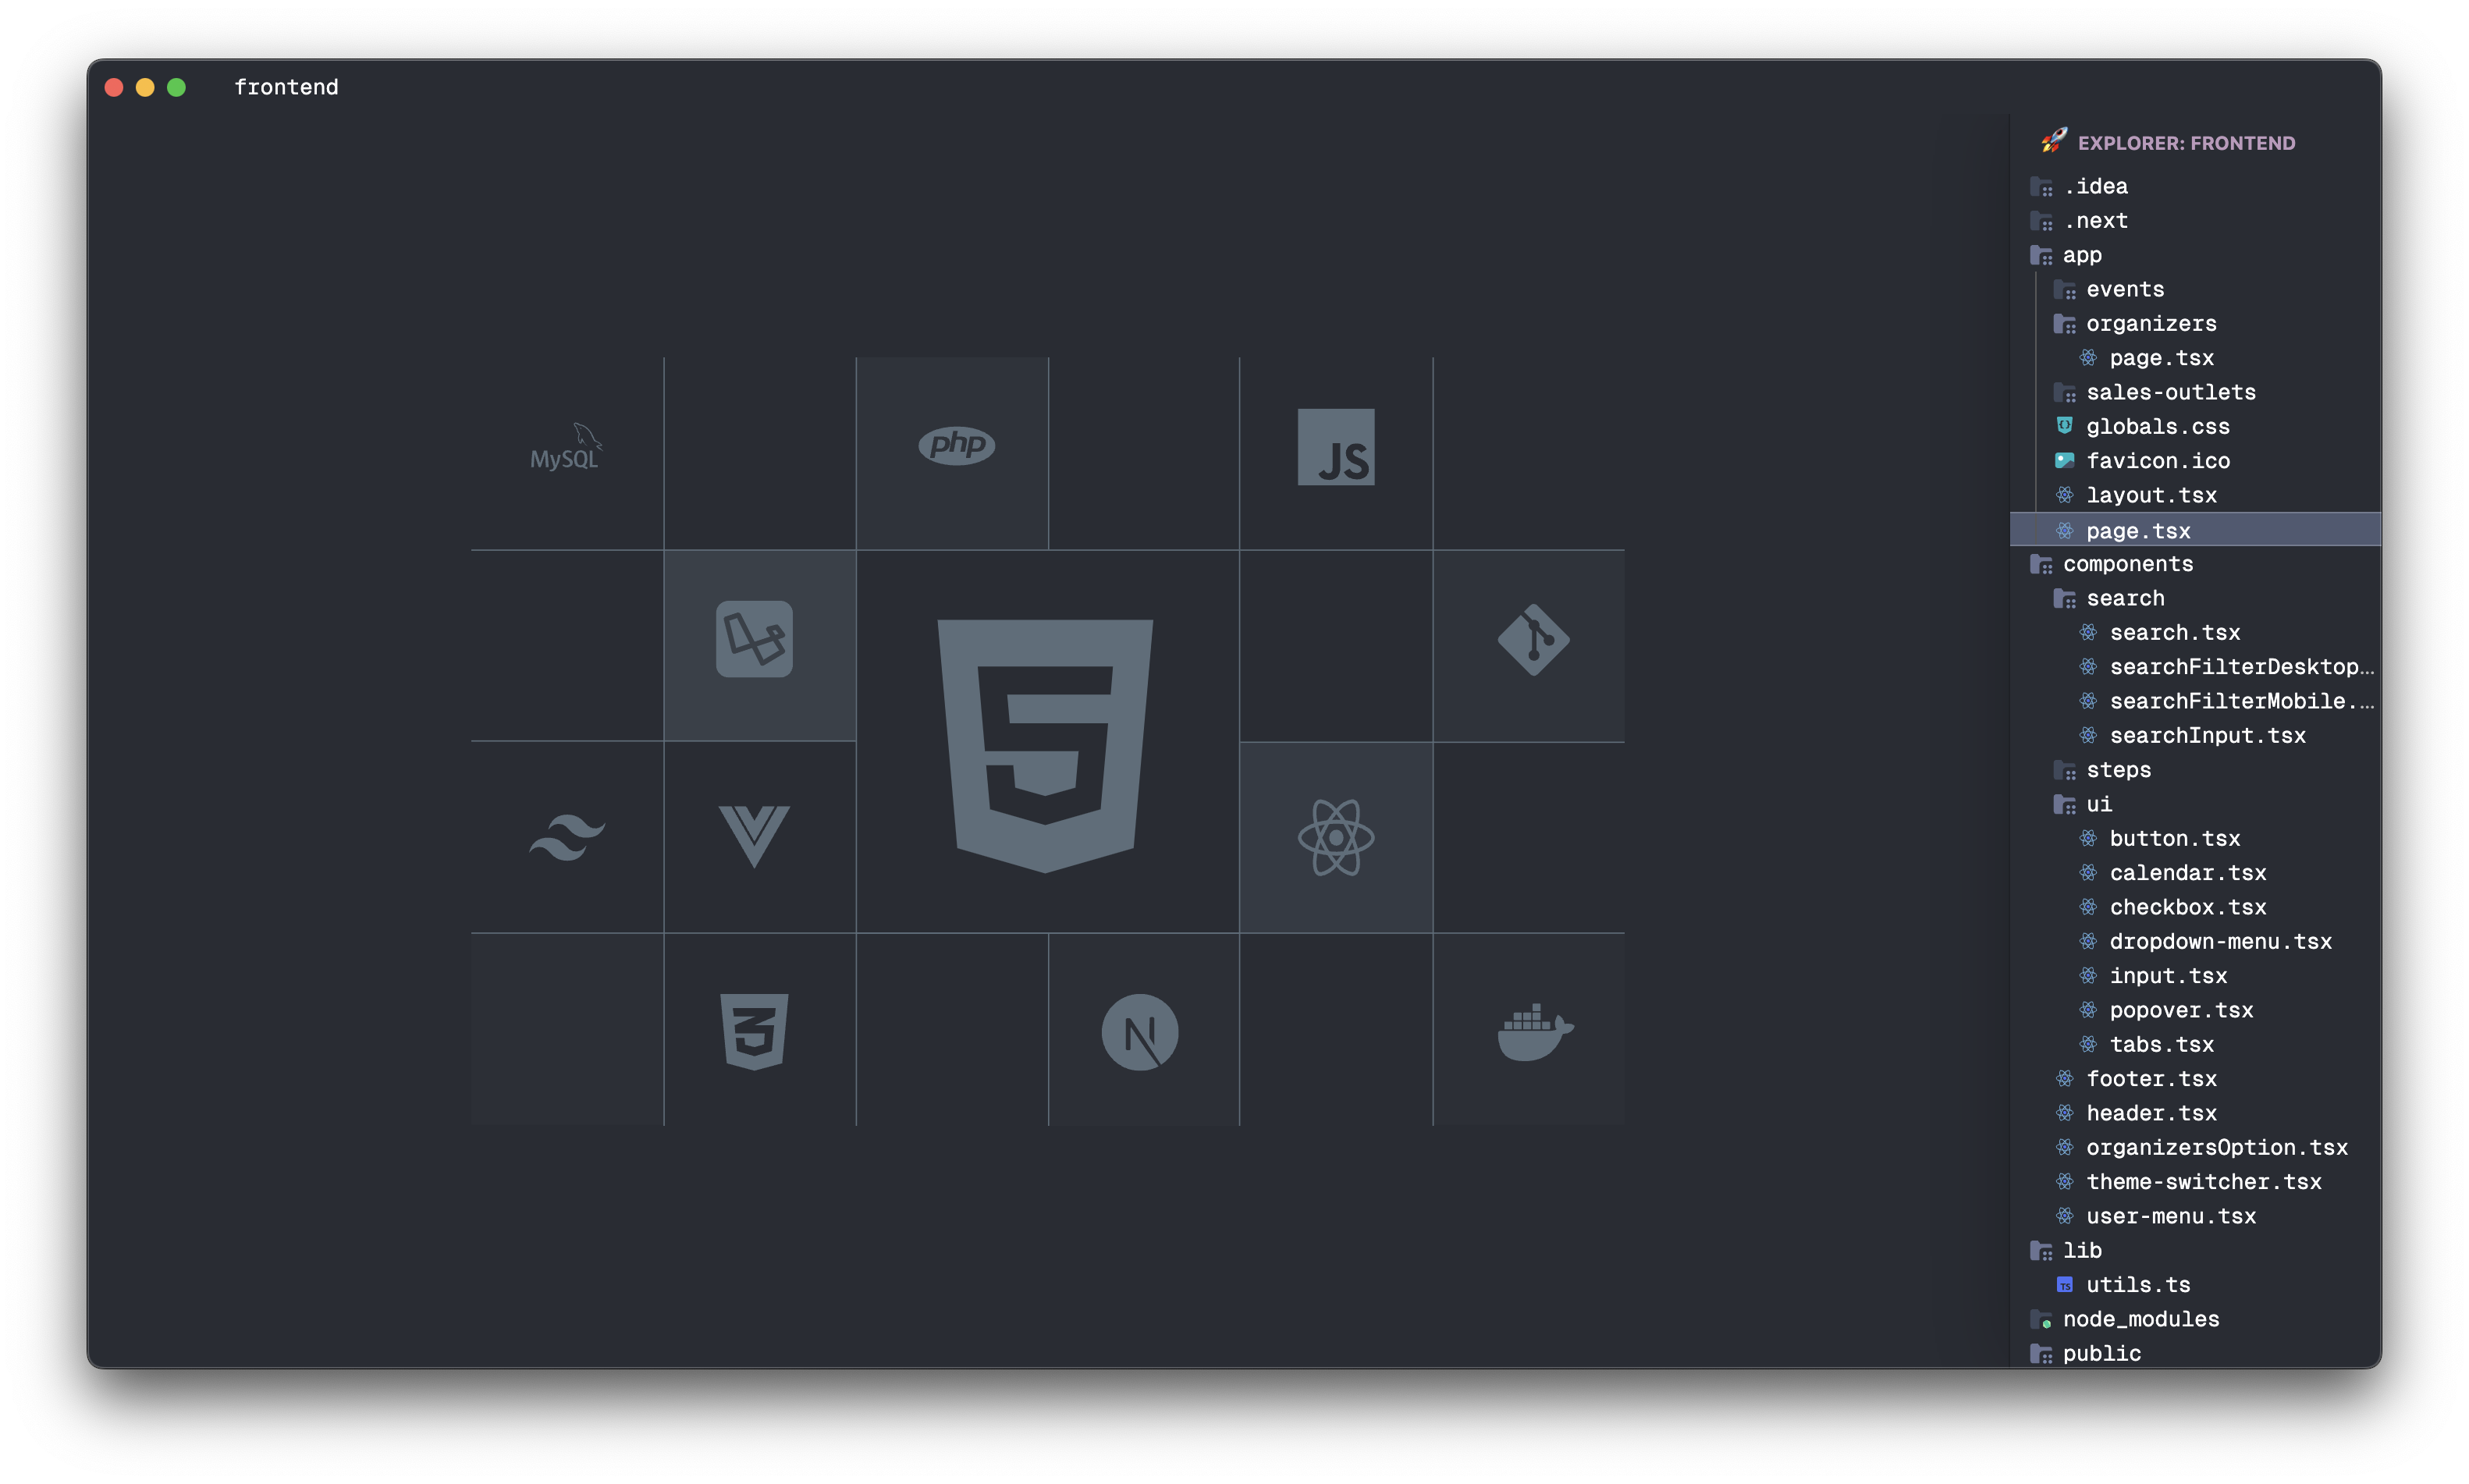 frontend
EXPLORER: FRONTEND
.idea
.next
app
events
organizers
page.tsx
sales-outlets
globals.css
favicon.ico
layout.tsx
page.tsx
components
search
search.tsx
searchFilterDesktop...
searchFilterMobile....
searchInput.tsx
steps
ui
button.tsx
calendar.tsx
checkbox.tsx
dropdown-menu.tsx
input.tsx
popover.tsx
tabs.tsx
footer.tsx
header.tsx
organizersOption.tsx
theme-switcher.tsx
user-menu.tsx
lib
TS utils.ts
node_modules
public
MySQL
php
JS
5
3
N